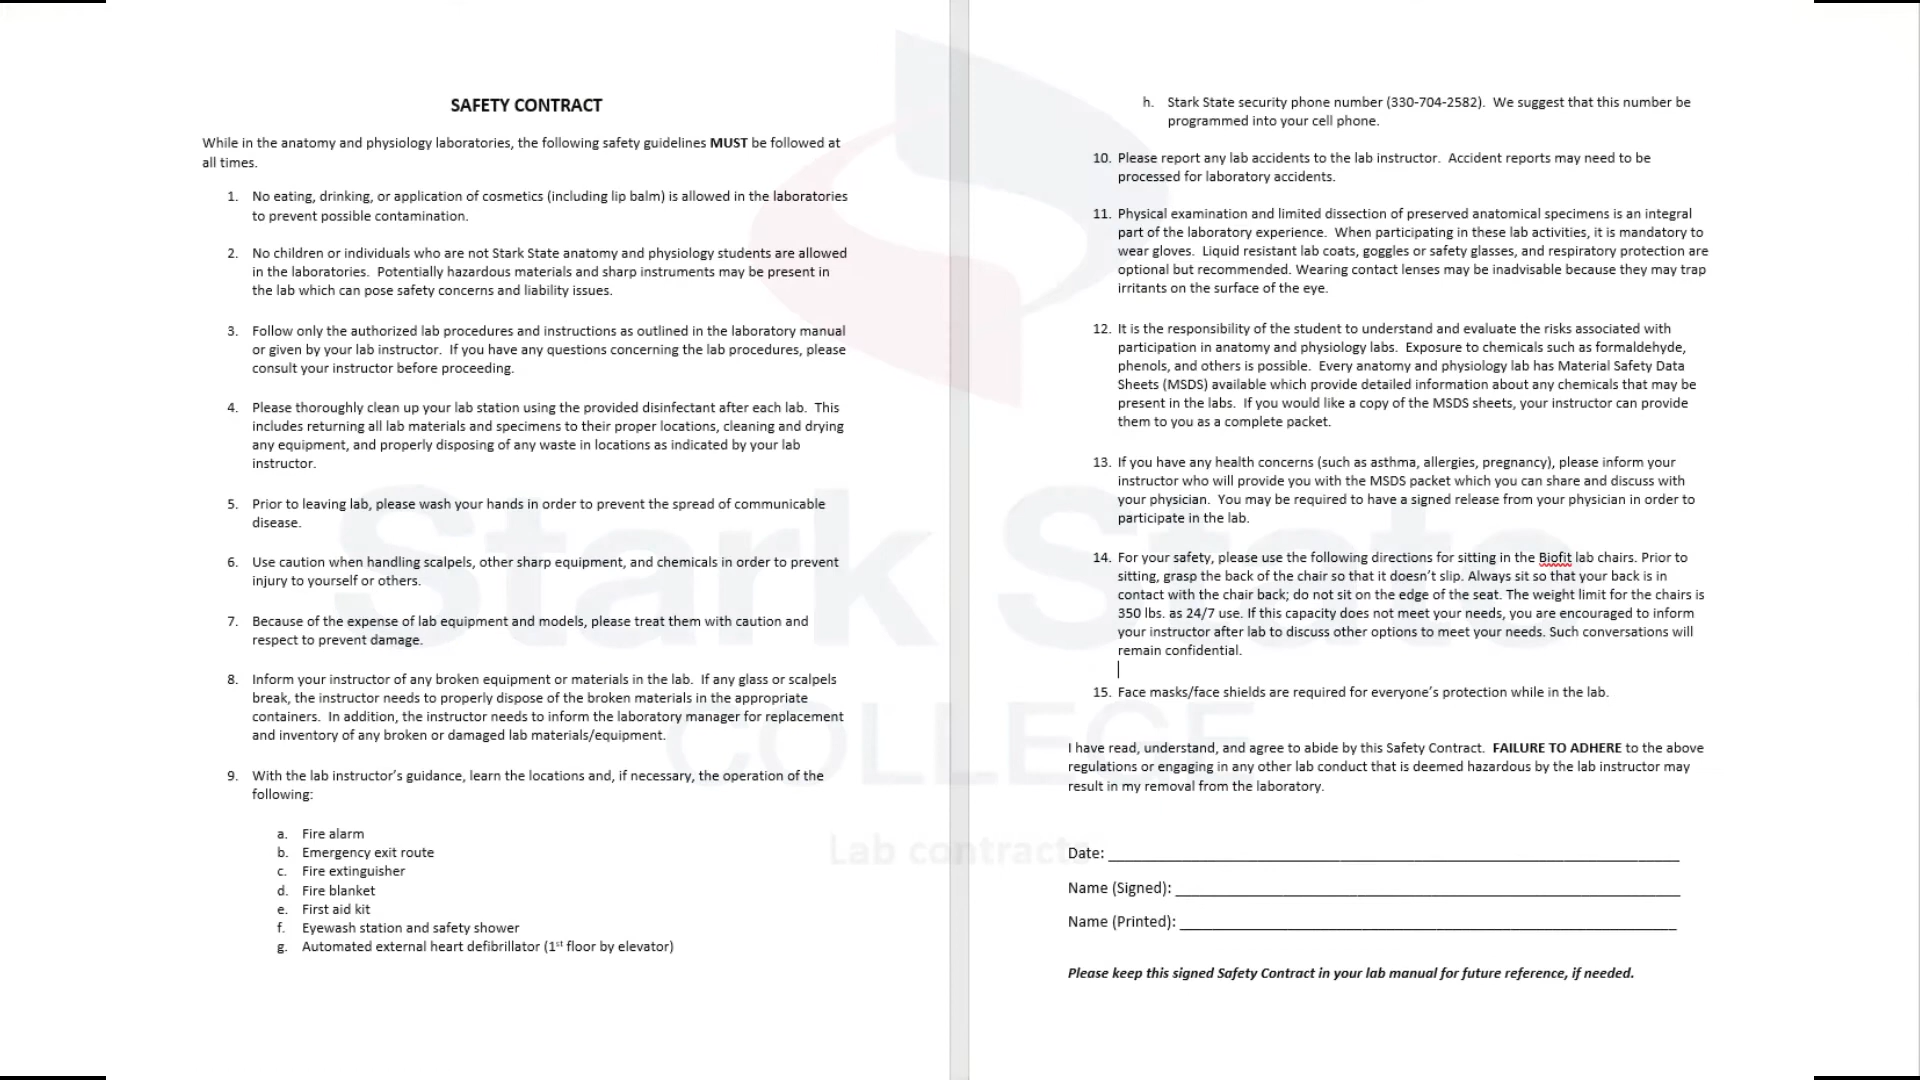 SAFETY CONTRACT
While in the anatomy and physiology laboratories, the following safety guidelines MUST be followed at
all times.
1. No eating, drinking, or application of cosmetics (including lip balm) is allowed in the laboratories
to prevent possible contamination.
2. No children or individuals who are not Stark State anatomy and physiology students are allowed
in the laboratories. Potentially hazardous materials and sharp instruments may be present in
the lab which can pose safety concerns and liability issues.
3. Follow only the authorized lab procedures and instructions as outlined in the laboratory manual
or given by your lab instructor. If you have any questions concerning the lab procedures, please
consult your instructor before proceeding.
4. Please thoroughly clean up your lab station using the provided disinfectant after each lab. This
includes returning all lab materials and specimens to their proper locations, cleaning and drying
any equipment, and properly disposing of any waste in locations as indicated by your lab
instructor.
5. Prior to leaving lab, please wash your hands in order to prevent the spread of communicable
disease.
6. Use caution when handling scalpels, other sharp equipment, and chemicals in order to prevent
injury to yourself or others.
7. Because of the expense of lab equipment and models, please treat them with caution and
respect to prevent damage.
8. Inform your instructor of any broken equipment or materials in the lab. If any glass or scalpels
break, the instructor needs to properly dispose of the broken materials in the appropriate
containers. In addition, the instructor needs to inform the laboratory manager for replacement
and inventory of any broken or damaged lab materials/equipment.
9. With the lab instructor's guidance, learn the locations and, if necessary, the operation of the
following:
a. Fire alarm
b. Emergency exit route
c. Fire extinguisher
d. Fire blanket
e. First aid kit
f. Eyewash station and safety shower
g. Automated external heart defibrillator (1st floor by elevator)
h. Stark State security phone number (330-704-2582). We suggest that this number be
programmed into your cell phone.
10. Please report any lab accidents to the lab instructor. Accident reports may need to be
processed for laboratory accidents.
11. Physical examination and limited dissection of preserved anatomical specimens is an integral
part of the laboratory experience. When participating in these lab activities, it is mandatory to
wear gloves. Liquid resistant lab coats, goggles or safety glasses, and respiratory protection are
optional but recommended. Wearing contact lenses may be inadvisable because they may trap
irritants on the surface of the eye.
12. It is the responsibility of the student to understand and evaluate the risks associated with
participation in anatomy and physiology labs. Exposure to chemicals such as formaldehyde,
phenols, and others is possible. Every anatomy and physiology lab has Material Safety Data
Sheets (MSDS) available which provide detailed information about any chemicals that may be
present in the labs. If you would like a copy of the MSDS sheets, your instructor can provide
them to you as a complete packet.
13. If you have any health concerns (such as asthma, allergies, pregnancy), please inform your
instructor who will provide you with the MSDS packet which you can share and discuss with
your physician. You may be required to have a signed release from your physician in order to
participate in the lab.
14. For your safety, please use the following directions for sitting in the Biofit lab chairs. Prior to
sitting, grasp the back of the chair so that it doesn't slip. Always sit so that your back is in
contact with the chair back; do not sit on the edge of the seat. The weight limit for the chairs is
350 lbs. as 24/7 use. If this capacity does not meet your needs, you are encouraged to inform
your instructor after lab to discuss other options to meet your needs. Such conversations will
remain confidential.
15. Face masks/face shields are required for everyone's protection while in the lab.
I have read, understand, and agree to abide by this Safety Contract. FAILURE TO ADHERE to the above
regulations or engaging in any other lab conduct that is deemed hazardous by the lab instructor may
result in my removal from the laboratory.
Date:
Name (Signed):
Name (Printed):
Please keep this signed Safety Contract in your lab manual for future reference, if needed.
Stark State
COLLEGE
Lab contracts